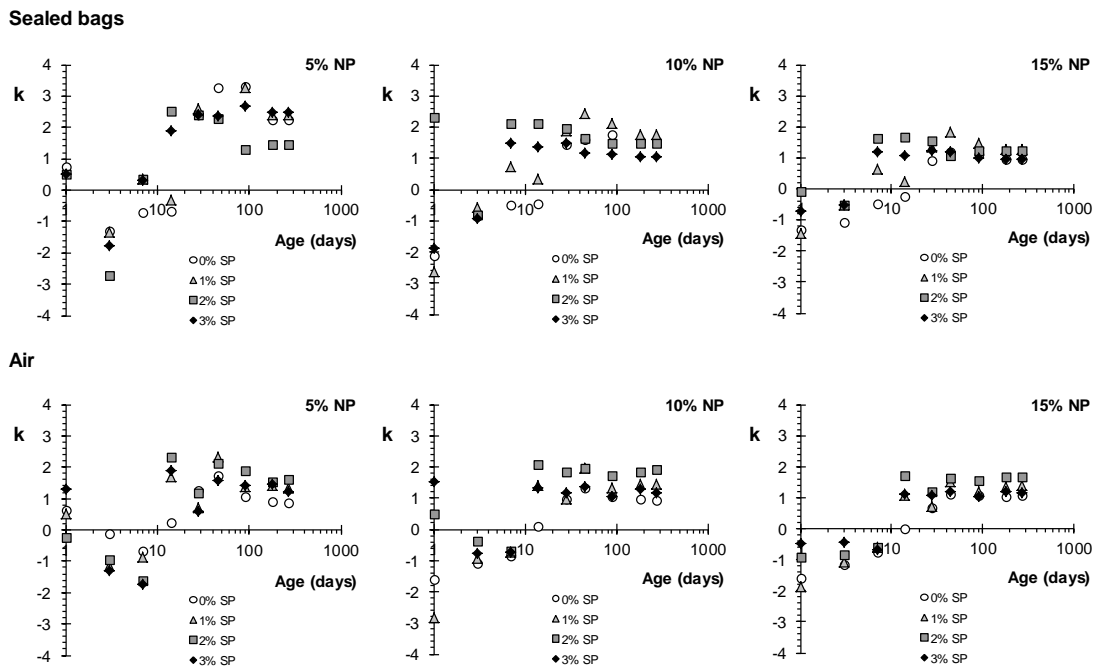 Sealed bags
5% NP
k
4
3
2
1
0
-1
-2
-3
-4
10 100 1000
Age (days)
0% SP
1% SP
2% SP
3% SP
10% NP
k
4
3
2
1
0
-1
-2
-3
-4
10 100 1000
Age (days)
0% SP
1% SP
2% SP
3% SP
15% NP
k
4
3
2
1
0
-1
-2
-3
-4
10 100 1000
Age (days)
0% SP
1% SP
2% SP
3% SP
Air
5% NP
k
4
3
2
1
0
-1
-2
-3
-4
10 100 1000
Age (days)
0% SP
1% SP
2% SP
3% SP
10% NP
k
4
3
2
1
0
-1
-2
-3
-4
10 100 1000
Age (days)
0% SP
1% SP
2% SP
3% SP
15% NP
k
4
3
2
1
0
-1
-2
-3
-4
10 100 1000
Age (days)
0% SP
1% SP
2% SP
3% SP